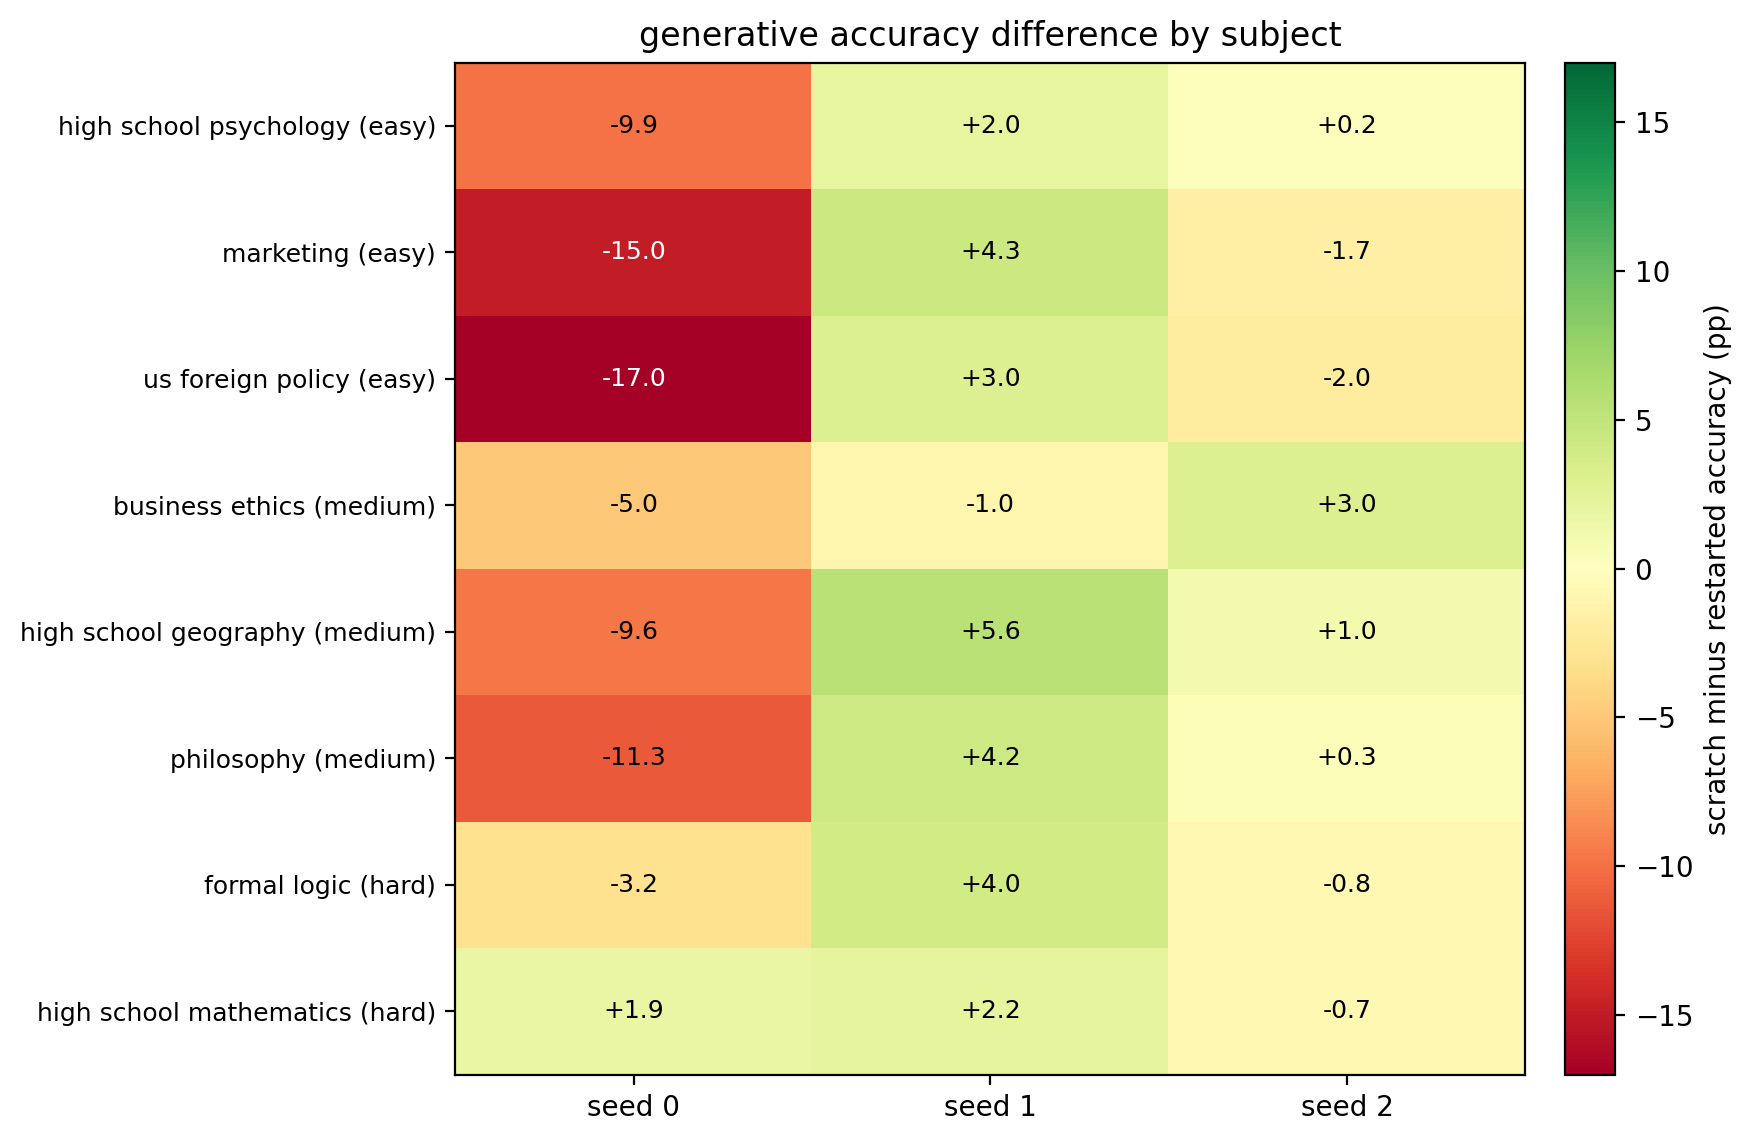 generative accuracy difference by subject
high school psychology (easy) -9.9 +2.0 +0.2
marketing (easy) -15.0 +4.3 -1.7
us foreign policy (easy) -17.0 +3.0 -2.0
business ethics (medium) -5.0 -1.0 +3.0
high school geography (medium) -9.6 +5.6 +1.0
philosophy (medium) -11.3 +4.2 +0.3
formal logic (hard) -3.2 +4.0 -0.8
high school mathematics (hard) +1.9 +2.2 -0.7
seed 0 seed 1 seed 2
15
10
5
0
−5
−10
−15
scratch minus restarted accuracy (pp)